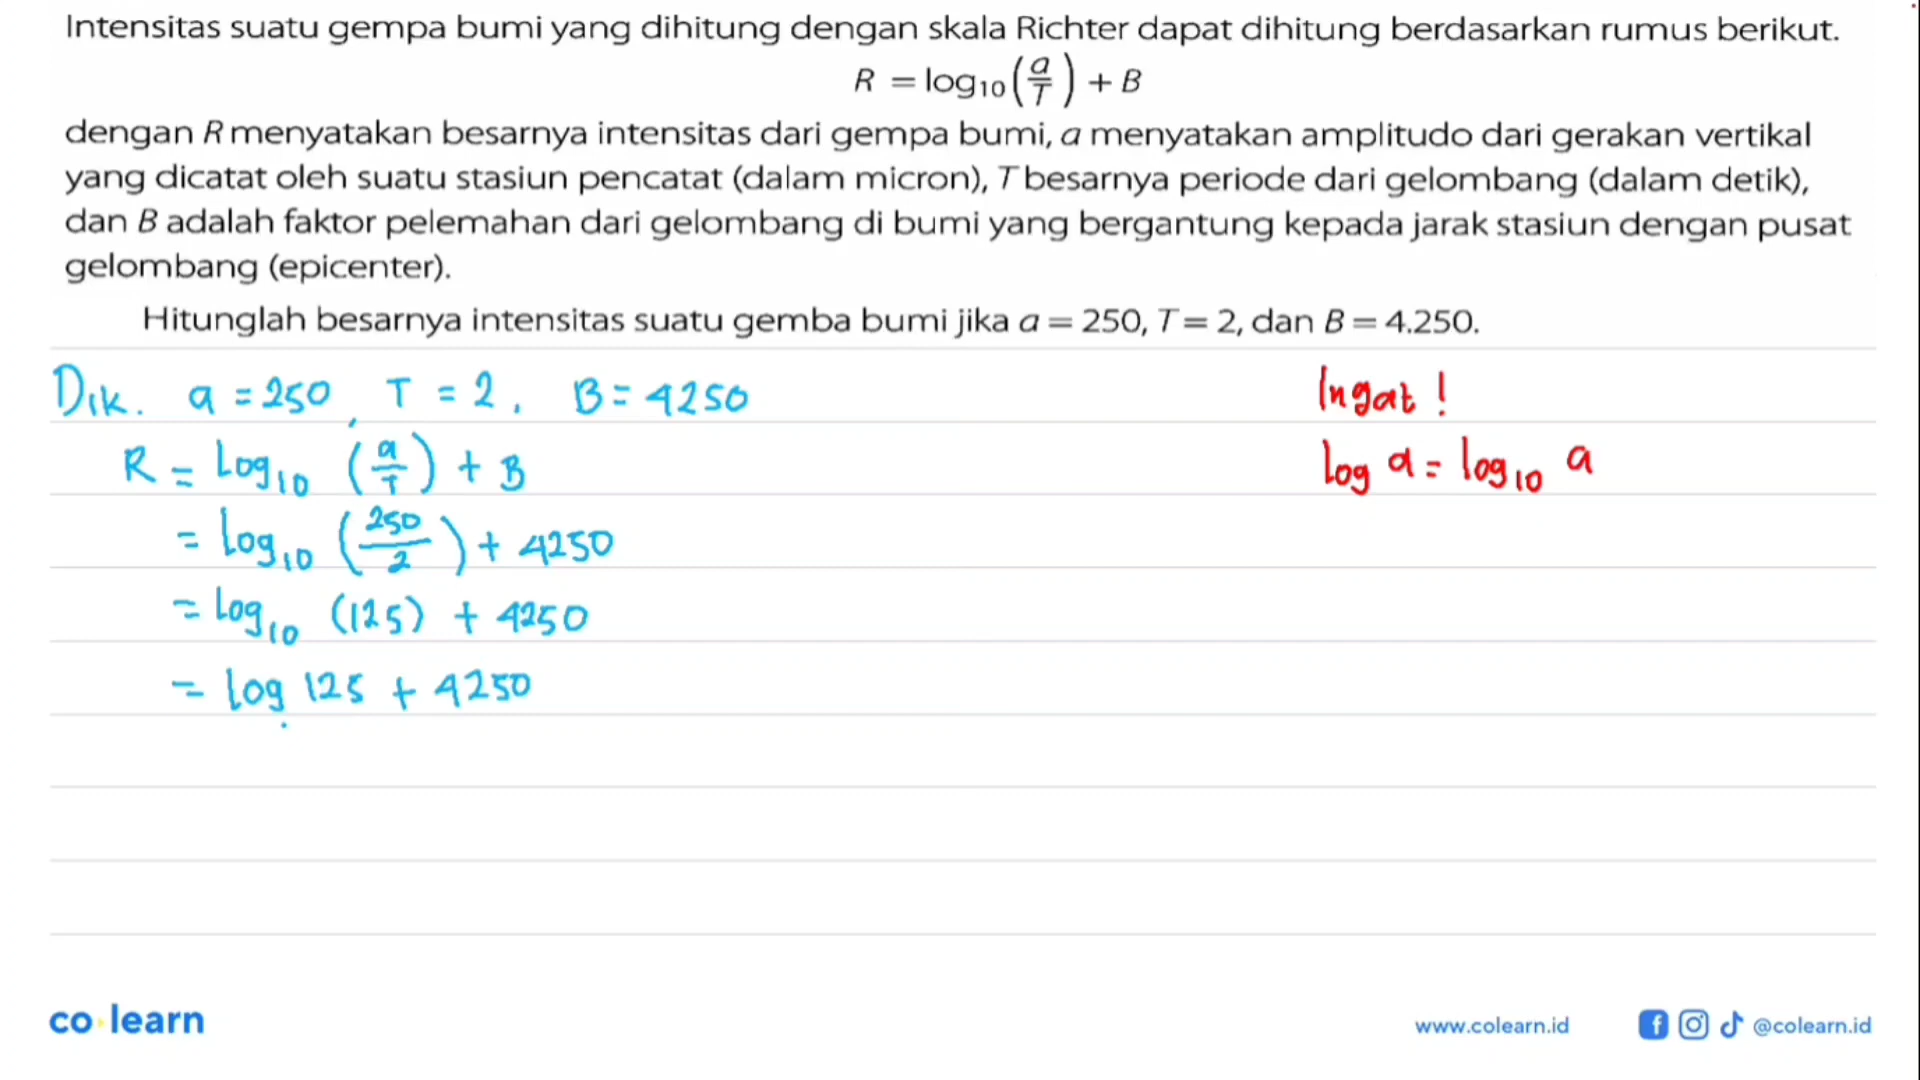 Intensitas suatu gempa bumi yang dihitung dengan skala Richter dapat dihitung berdasarkan rumus berikut.
R = log₁₀(a/T) + B
dengan R menyatakan besarnya intensitas dari gempa bumi, a menyatakan amplitudo dari gerakan vertikal
yang dicatat oleh suatu stasiun pencatat (dalam micron), T besarnya periode dari gelombang (dalam detik),
dan B adalah faktor pelemahan dari gelombang di bumi yang bergantung kepada jarak stasiun dengan pusat
gelombang (epicenter).
Hitunglah besarnya intensitas suatu gemba bumi jika a = 250, T = 2, dan B = 4.250.
Dik. a = 250, T = 2, B = 4250
Ingat!
R = log₁₀ (a/T) + B
log a = log₁₀ a
= log₁₀ (250/2) + 4250
= log₁₀ (125) + 4250
= log 125 + 4250
co learn
www.colearn.id
@colearn.id